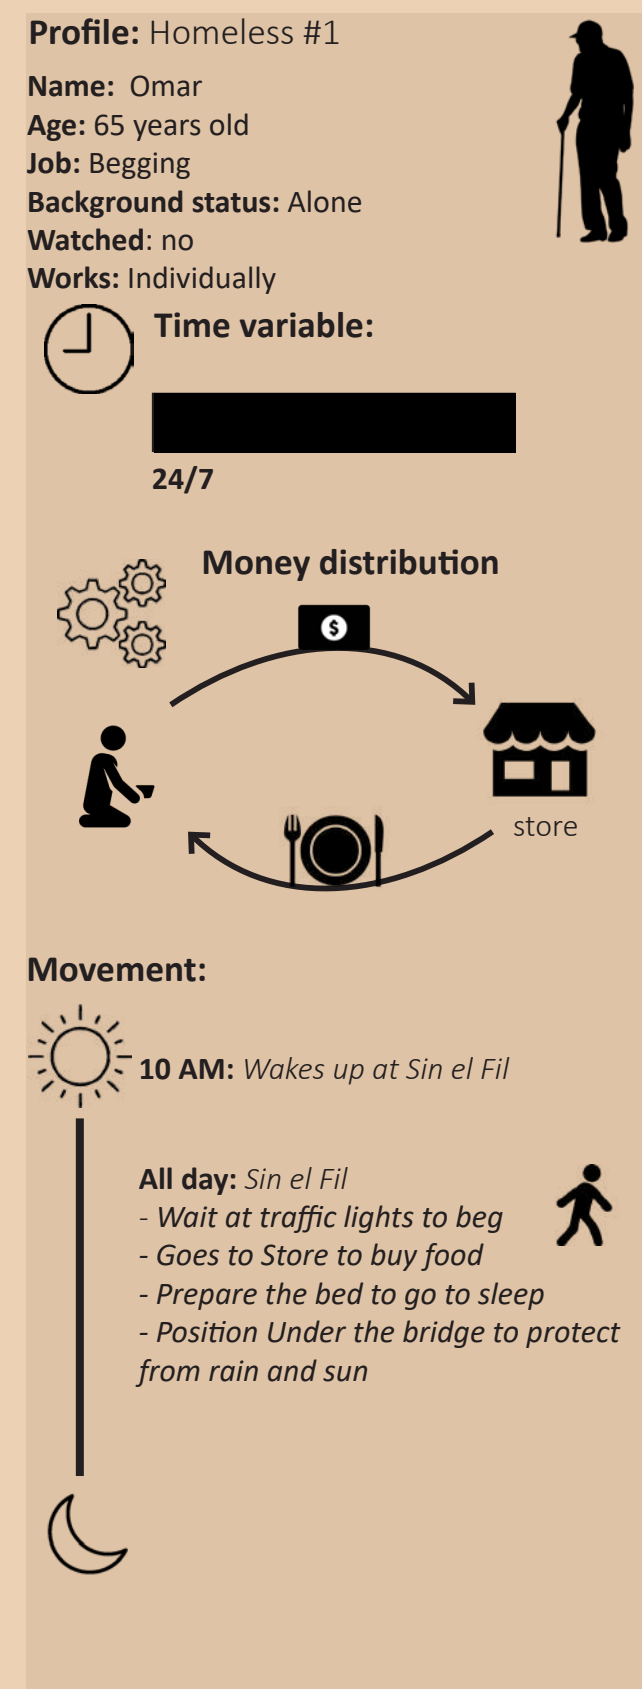 Profile: Homeless #1
Name: Omar
Age: 65 years old
Job: Begging
Background status: Alone
Watched: no
Works: Individually
Time variable:
24/7
Money distribution
$
store
Movement:
10 AM: Wakes up at Sin el Fil
All day: Sin el Fil
- Wait at traffic lights to beg
- Goes to Store to buy food
- Prepare the bed to go to sleep
- Position Under the bridge to protect
from rain and sun